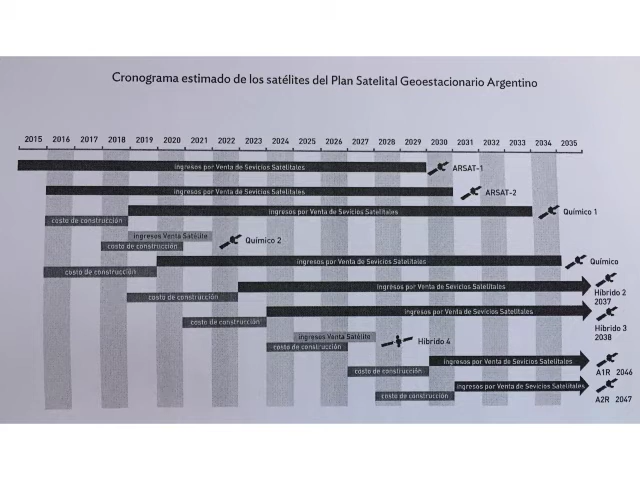 Cronograma estimado de los satélites del Plan Satelital Geoestacionario Argentino
2015 2016 2017 2018 2019 2020 2021 2022 2023 2024 2025 2026 2027 2028 2029 2030 2031 2032 2033 2034 2035
ingresos por Venta de Sevicios Satelitales ARSAT-1
ingresos por Venta de Sevicios Satelitales ARSAT-2
ingresos por Venta de Sevicios Satelitales Químico 1
costo de construcción
ingresos Venta Satélite Químico 2
costo de construcción
ingresos por Venta de Sevicios Satelitales Químico
costo de construcción
ingresos por Venta de Sevicios Satelitales Híbrido 2
2037
costo de construcción
ingresos por Venta de Sevicios Satelitales Híbrido 3
2038
costo de construcción
ingresos Venta Satélite Híbrido 4
costo de construcción
ingresos por Venta de Sevicios Satelitales
costo de construcción A1R 2046
ingresos por Venta de Sevicios Satelitales
costo de construcción A2R 2047